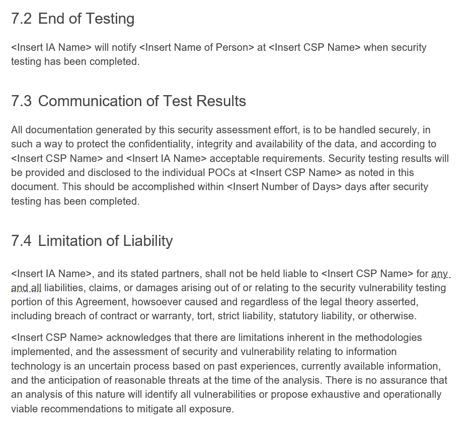 7.2 End of Testing
<Insert IA Name> will notify <Insert Name of Person> at <Insert CSP Name> when security
testing has been completed.
7.3 Communication of Test Results
All documentation generated by this security assessment effort, is to be handled securely, in
such a way to protect the confidentiality, integrity and availability of the data, and according to
<Insert CSP Name> and <Insert IA Name> acceptable requirements. Security testing results will
be provided and disclosed to the individual POCs at <Insert CSP Name> as noted in this
document. This should be accomplished within <Insert Number of Days> days after security
testing has been completed.
7.4 Limitation of Liability
<Insert IA Name>, and its stated partners, shall not be held liable to <Insert CSP Name> for any
and all liabilities, claims, or damages arising out of or relating to the security vulnerability testing
portion of this Agreement, howsoever caused and regardless of the legal theory asserted,
including breach of contract or warranty, tort, strict liability, statutory liability, or otherwise.
<Insert CSP Name> acknowledges that there are limitations inherent in the methodologies
implemented, and the assessment of security and vulnerability relating to information
technology is an uncertain process based on past experiences, currently available information,
and the anticipation of reasonable threats at the time of the analysis. There is no assurance that
an analysis of this nature will identify all vulnerabilities or propose exhaustive and operationally
viable recommendations to mitigate all exposure.